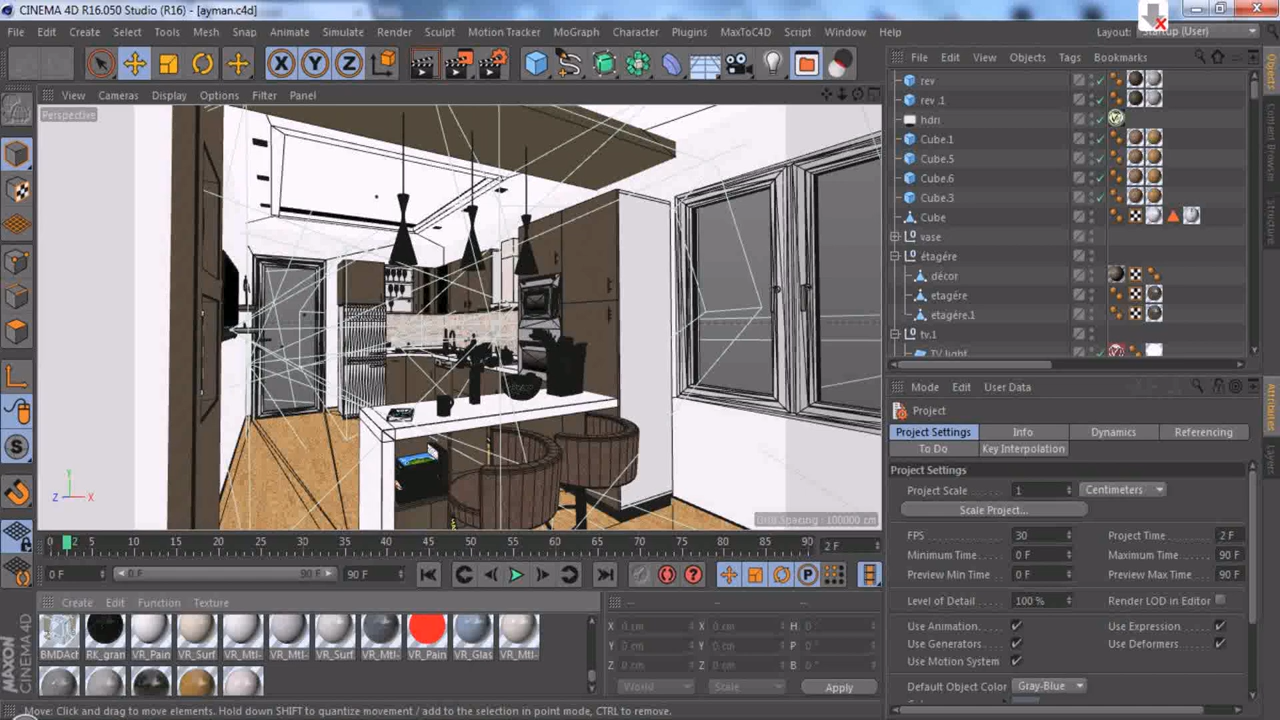 CINEMA 4D R16.050 Studio (R16) - [ayman.c4d]
File Edit Create Select Tools Mesh Snap Animate Simulate Render Sculpt Motion Tracker MoGraph Character Plugins MaxToC4D Script Window Help
Layout: Startup (User)
X Y Z
File Edit View Objects Tags Bookmarks
View Cameras Display Options Filter Panel
Perspective
rev
rev .1
hdri
Cube.1
Cube.5
Cube.6
Cube.3
Cube
vase
étagére
décor
etagére
etagére.1
tv.1
TV light
Objects
Content Browser
Structure
Mode Edit User Data
Project
Project Settings Info Dynamics Referencing
To Do Key Interpolation
Project Settings
Project Scale 1 Centimeters
Scale Project...
FPS 30 Project Time 2 F
Minimum Time 0 F Maximum Time 90 F
Preview Min Time 0 F Preview Max Time 90 F
Level of Detail 100 % Render LOD in Editor
Use Animation Use Expression
Use Generators Use Deformers
Use Motion System
Default Object Color Gray-Blue
Attributes
Layers
Y
Z X
Grid Spacing : 100000 cm
0 2 5 10 15 20 25 30 35 40 45 50 55 60 65 70 75 80 85 90 2 F
0 F 0 F 90 F 90 F
Create Edit Function Texture
BMDAch RK_gran VR_Pain VR_Surf VR_Mtl- VR_Mtl- VR_Surf VR_Mtl- VR_Pain VR_Glas VR_Mtl-
X 0 cm X 0 cm H 0 °
Y 0 cm Y 0 cm P 0 °
Z 0 cm Z 0 cm B 0 °
World Scale Apply
MAXON CINEMA 4D
Move: Click and drag to move elements. Hold down SHIFT to quantize movement / add to the selection in point mode, CTRL to remove.